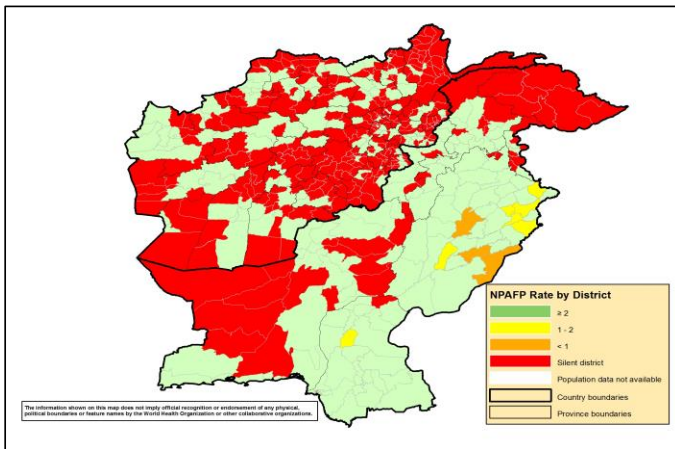 NPAFP Rate by District
≥ 2
1 - 2
< 1
Silent district
Population data not available
Country boundaries
Province boundaries
The information shown on this map does not imply official recognition or endorsement of any physical,
political boundaries or feature names by the World Health Organization or other collaborative organizations.